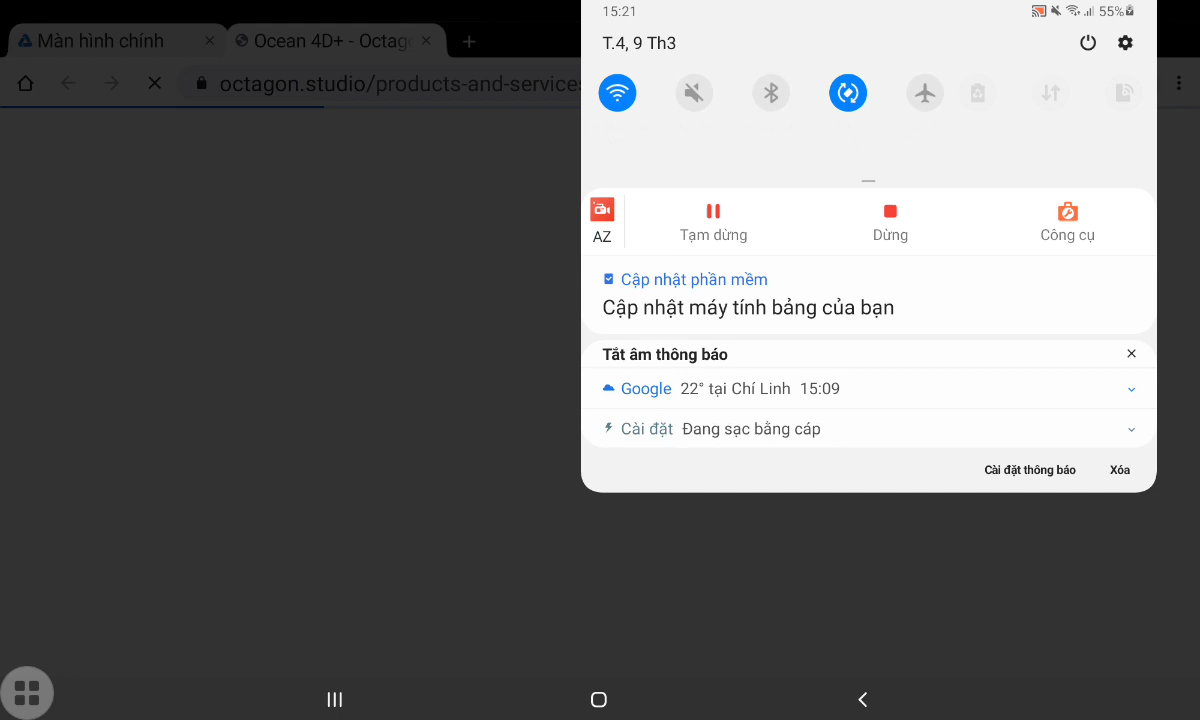 15:21
55%
T.4, 9 Th3
Màn hình chính
Ocean 4D+ - Octag
octagon.studio/products-and-services
AZ
Tạm dừng
Dừng
Công cụ
Cập nhật phần mềm
Cập nhật máy tính bảng của bạn
Tắt âm thông báo
Google 22° tại Chí Linh 15:09
Cài đặt Đang sạc bằng cáp
Cài đặt thông báo
Xóa